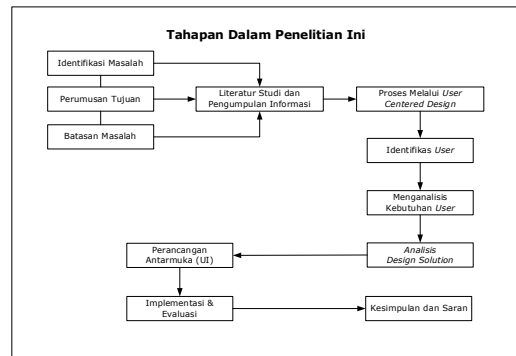 Tahapan Dalam Penelitian Ini
Identifikasi Masalah
Perumusan Tujuan
Batasan Masalah
Literatur Studi dan
Pengumpulan Informasi
Proses Melalui User
Centered Design
Identifikas User
Menganalisis
Kebutuhan User
Analisis
Design Solution
Perancangan
Antarmuka (UI)
Implementasi &
Evaluasi
Kesimpulan dan Saran